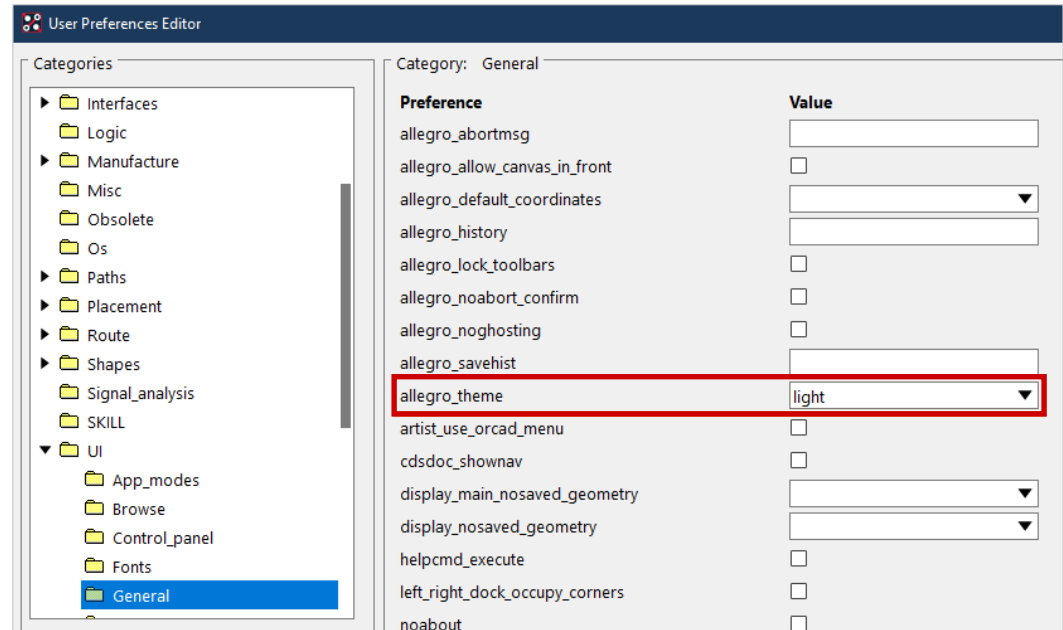 User Preferences Editor
Categories
Interfaces
Logic
Manufacture
Misc
Obsolete
Os
Paths
Placement
Route
Shapes
Signal_analysis
SKILL
UI
App_modes
Browse
Control_panel
Fonts
General
Category: General
Preference Value
allegro_abortmsg
allegro_allow_canvas_in_front
allegro_default_coordinates
allegro_history
allegro_lock_toolbars
allegro_noabort_confirm
allegro_noghosting
allegro_savehist
allegro_theme light
artist_use_orcad_menu
cdsdoc_shownav
display_main_nosaved_geometry
display_nosaved_geometry
helpcmd_execute
left_right_dock_occupy_corners
noabout